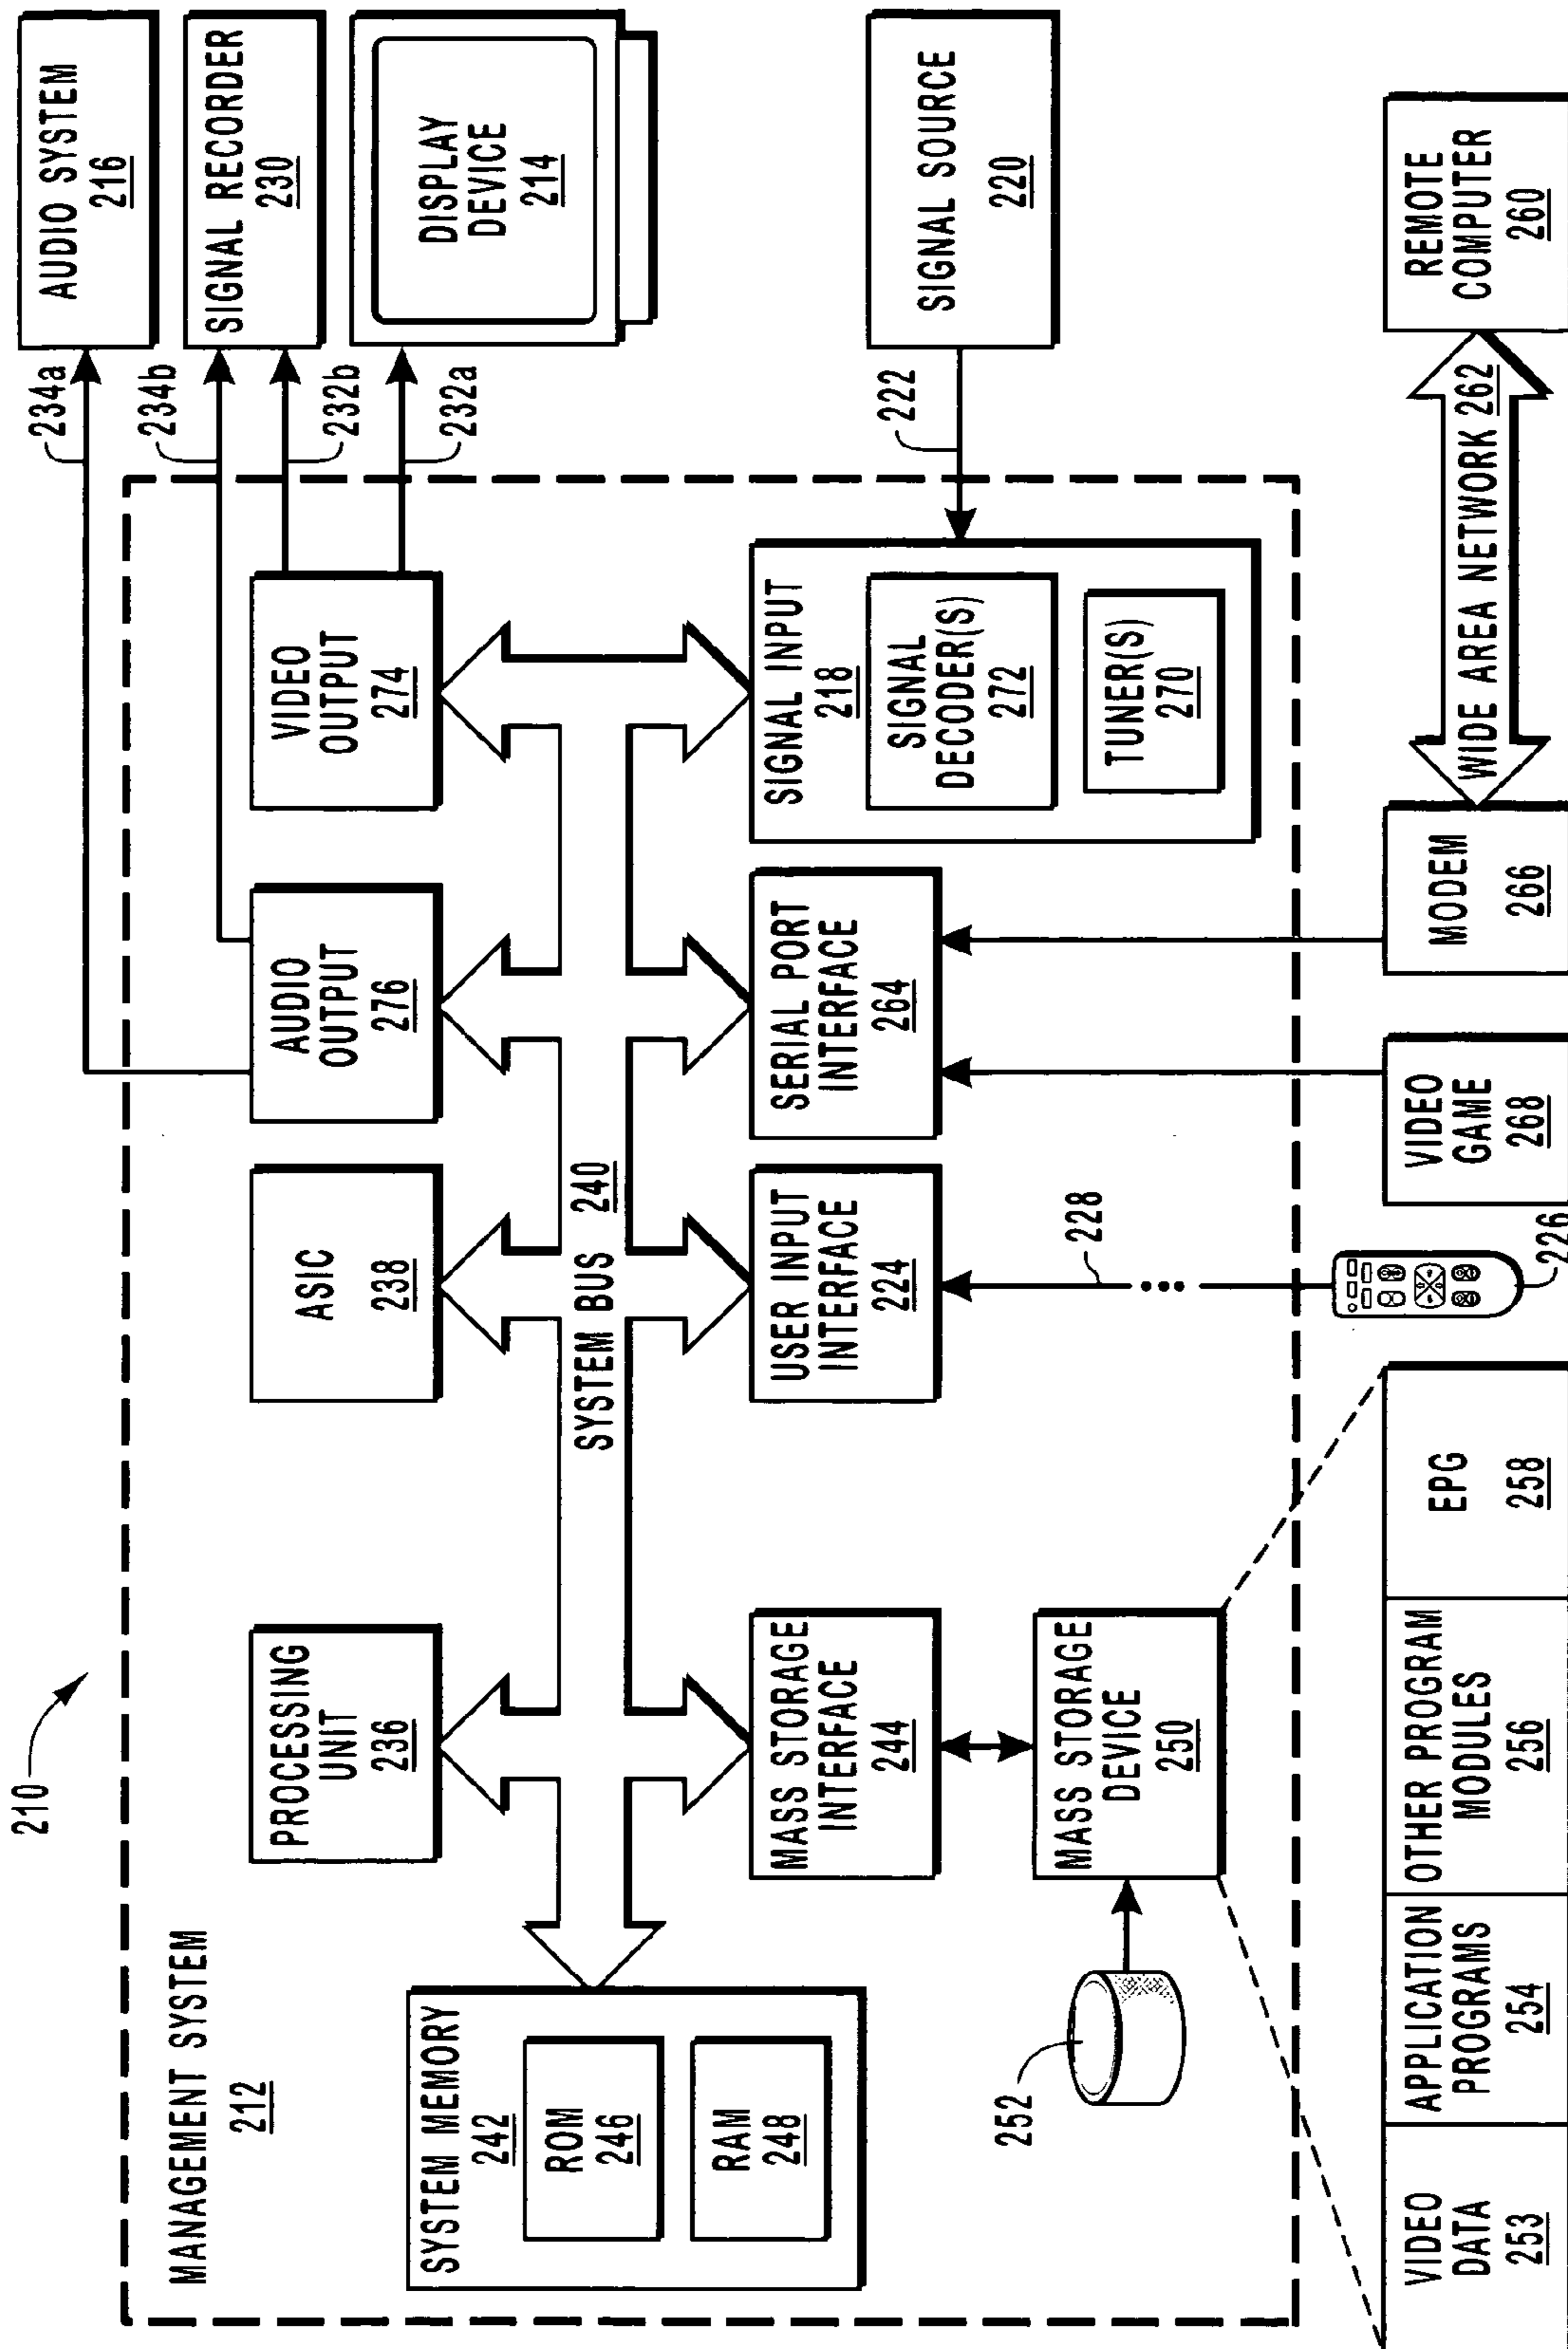 210
MANAGEMENT SYSTEM
212
PROCESSING
UNIT
236
ASIC
238
AUDIO
OUTPUT
276
VIDEO
OUTPUT
274
234a
234b
232b
232a
AUDIO SYSTEM
216
SIGNAL RECORDER
230
DISPLAY
DEVICE
214
SYSTEM MEMORY
242
ROM
246
RAM
248
SYSTEM BUS 240
MASS STORAGE
INTERFACE
244
USER INPUT
INTERFACE
224
SERIAL PORT
INTERFACE
264
SIGNAL INPUT
218
SIGNAL
DECODER(S)
272
TUNER(S)
270
222
SIGNAL SOURCE
220
252
MASS STORAGE
DEVICE
250
228
226
VIDEO
DATA
253
APPLICATION
PROGRAMS
254
OTHER PROGRAM
MODULES
256
EPG
258
VIDEO
GAME
268
MODEM
266
WIDE AREA NETWORK 262
REMOTE
COMPUTER
260